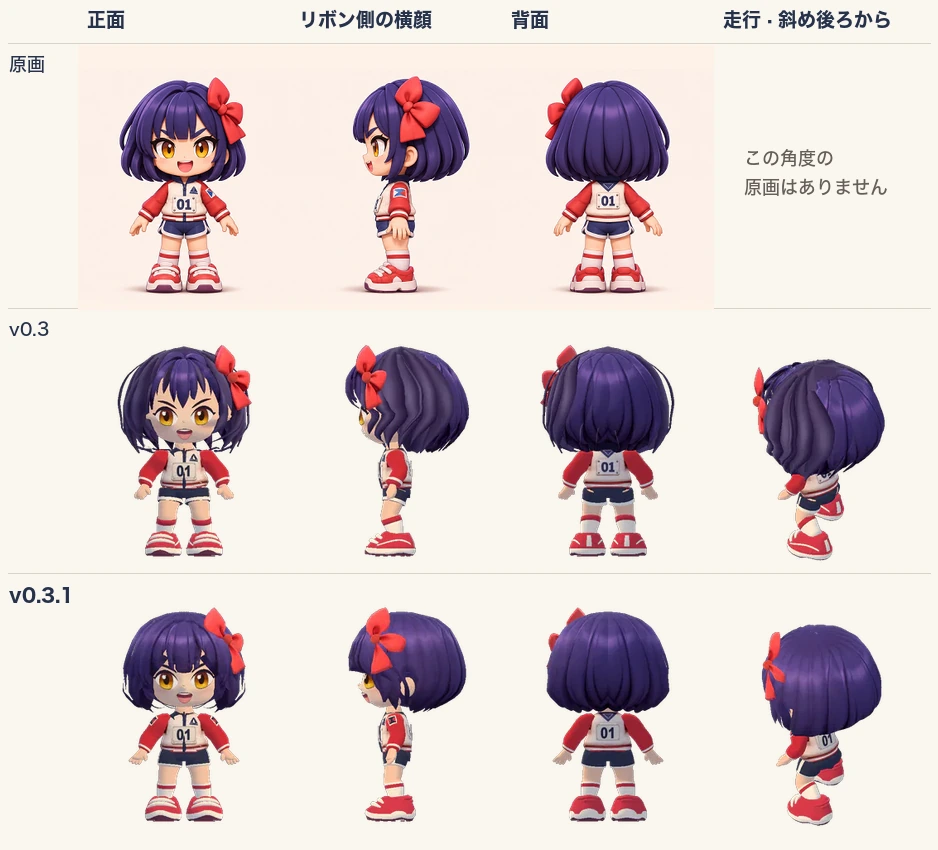 正面
リボン側の横顔
背面
走行・斜め後ろから
原画
01
01
この角度の
原画はありません
v0.3
01
01
v0.3.1
01
01
01